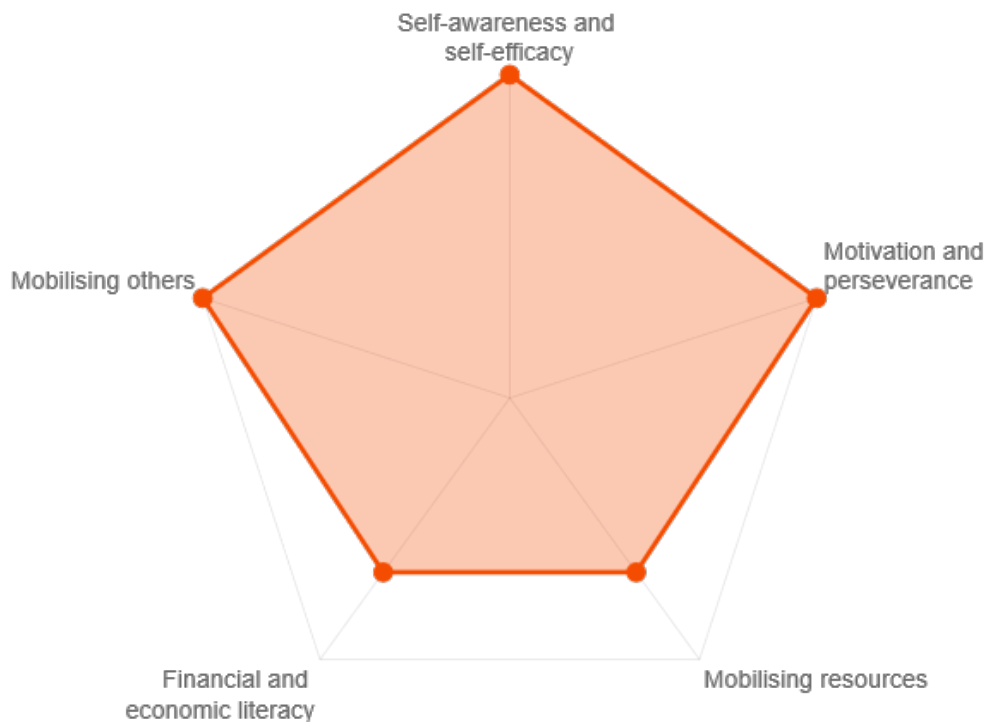 Self-awareness and
self-efficacy
Motivation and
perseverance
Mobilising others
Financial and
economic literacy
Mobilising resources